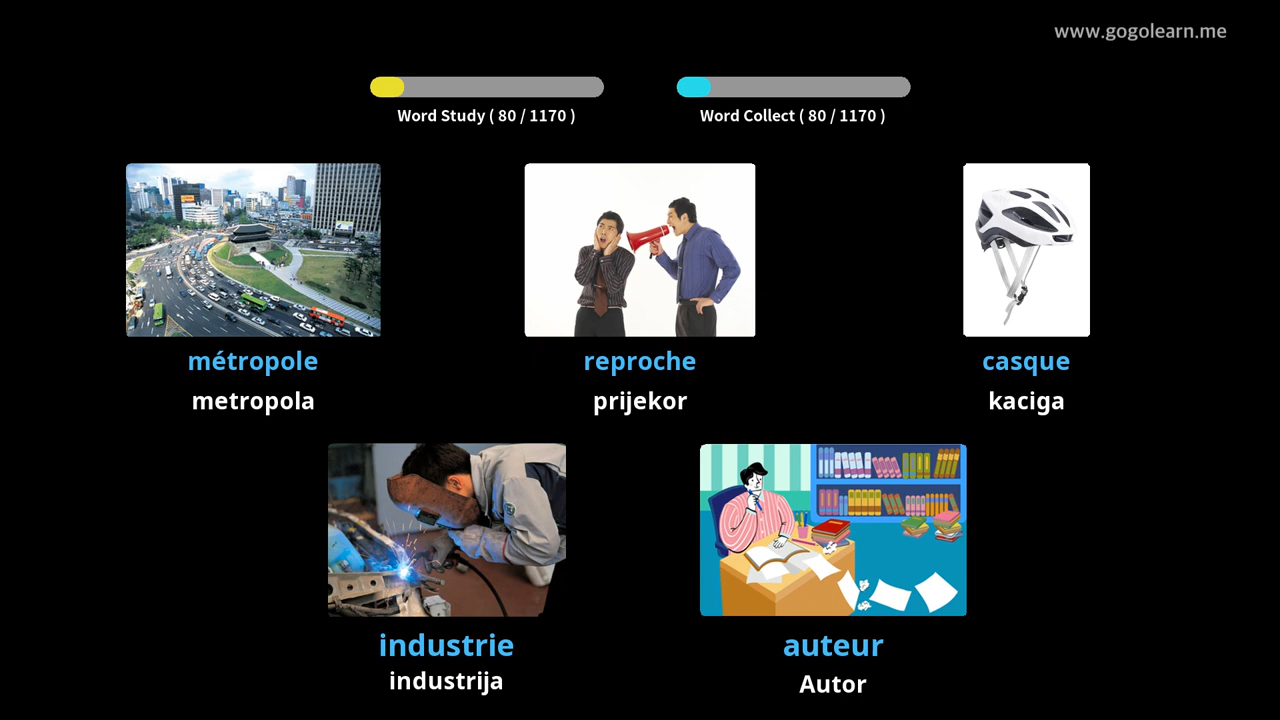 www.gogolearn.me
Word Study ( 80 / 1170 )
Word Collect ( 80 / 1170 )
métropole
metropola
reproche
prijekor
casque
kaciga
industrie
industrija
auteur
Autor